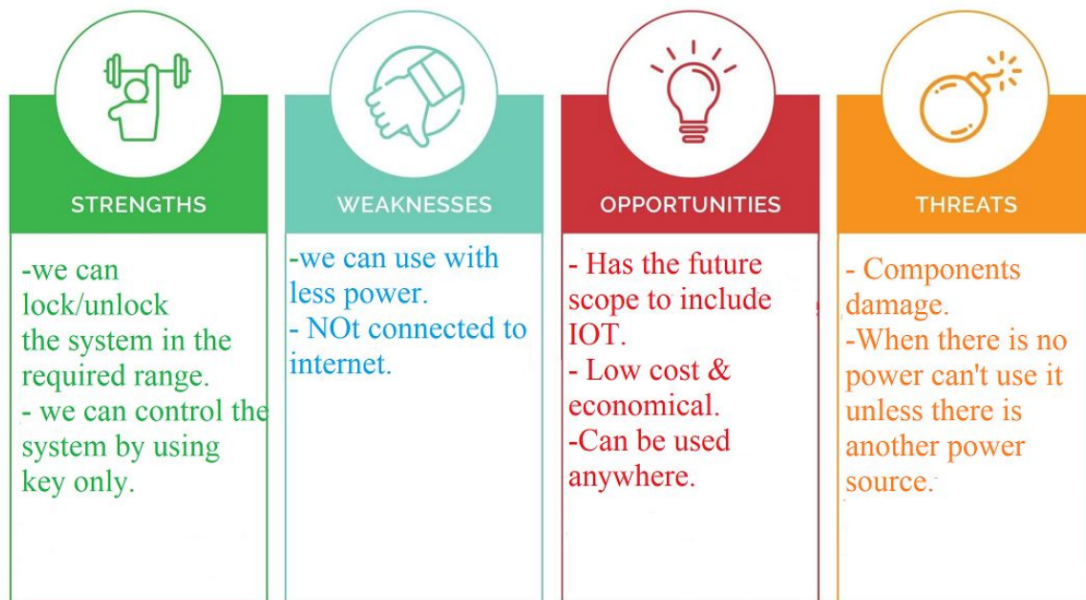 STRENGTHS
-we can
lock/unlock
the system in the
required range.
- we can control the
system by using
key only.
WEAKNESSES
-we can use with
less power.
- NOt connected to
internet.
OPPORTUNITIES
- Has the future
scope to include
IOT.
- Low cost &
economical.
-Can be used
anywhere.
THREATS
- Components
damage.
-When there is no
power can't use it
unless there is
another power
source.